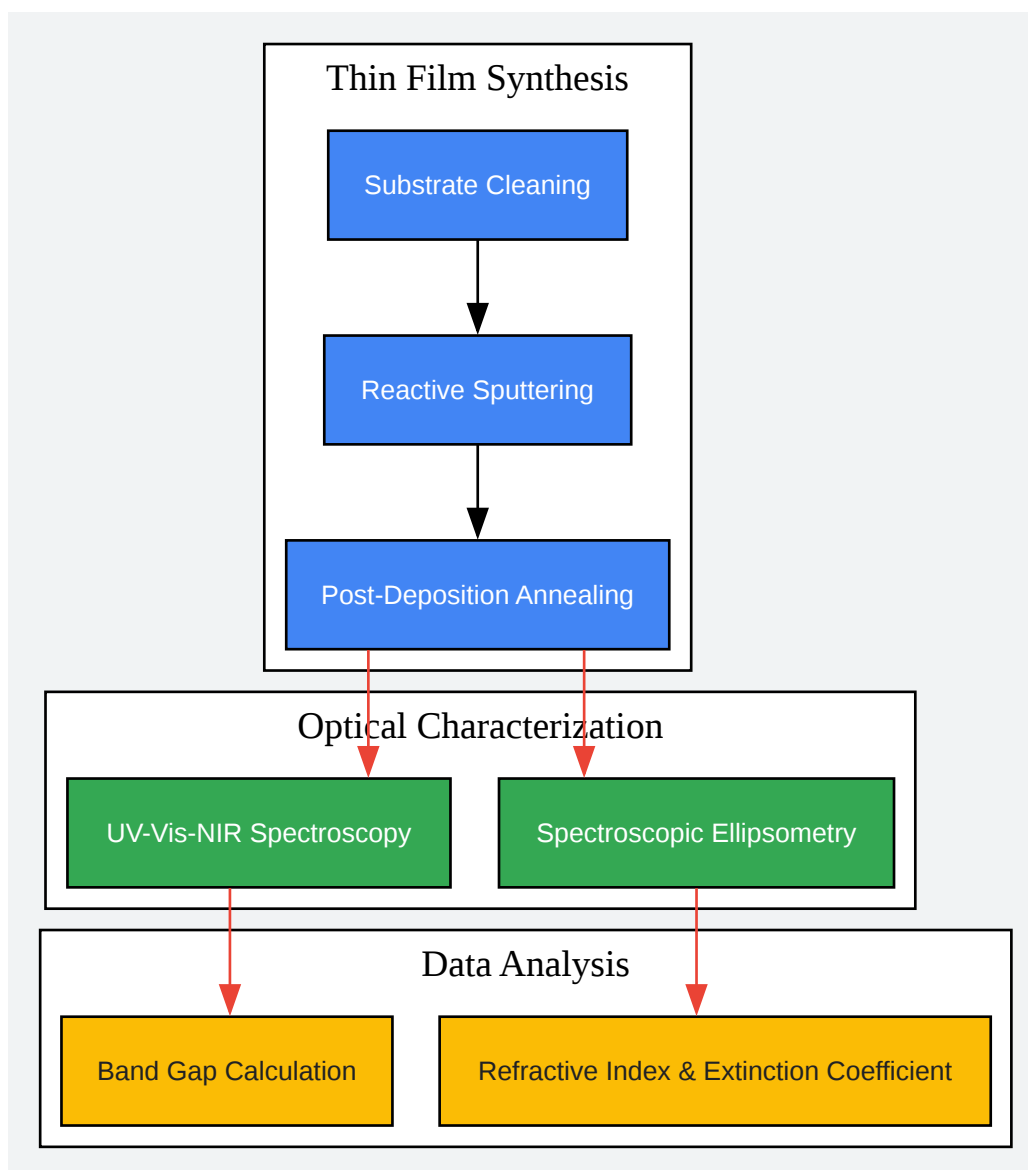 Thin Film Synthesis
Substrate Cleaning
Reactive Sputtering
Post-Deposition Annealing
Optical Characterization
UV-Vis-NIR Spectroscopy
Spectroscopic Ellipsometry
Data Analysis
Band Gap Calculation
Refractive Index & Extinction Coefficient